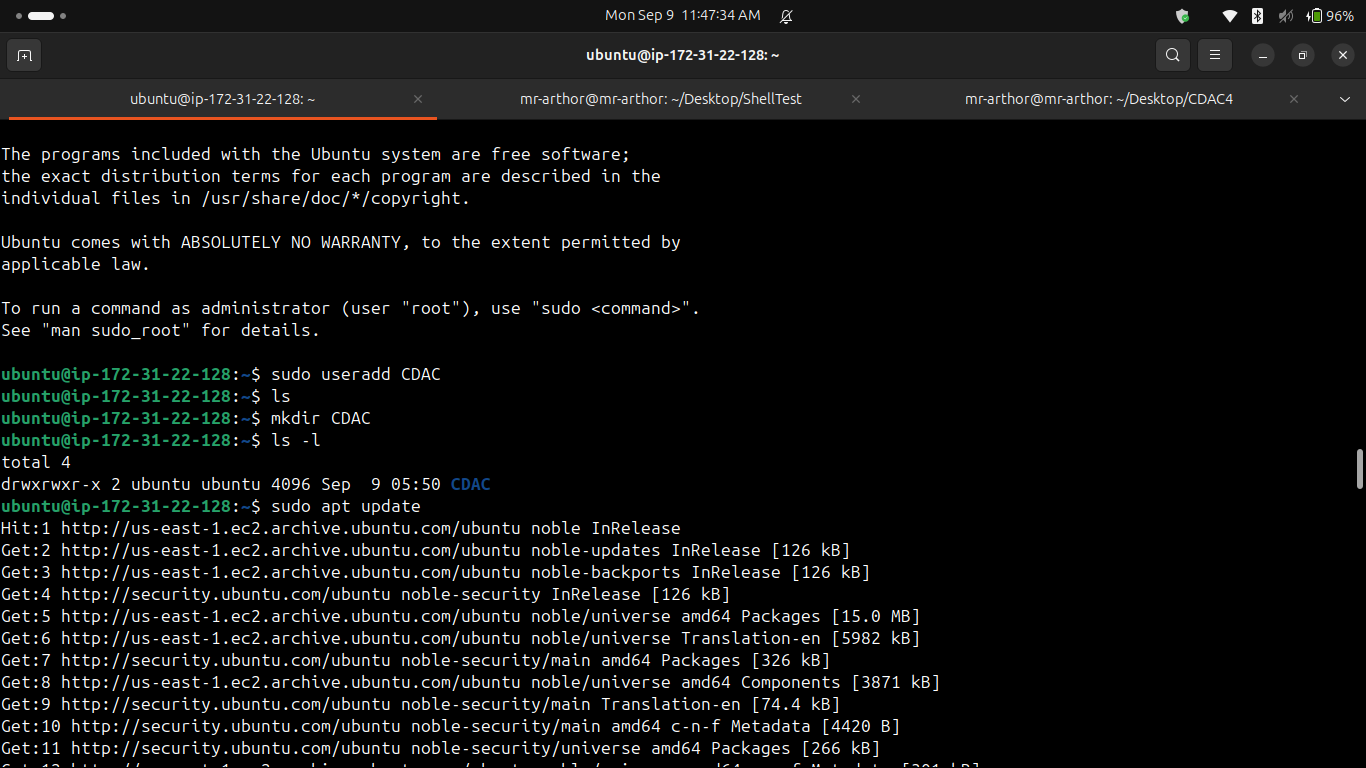 Mon Sep 9 11:47:34 AM
96%
ubuntu@ip-172-31-22-128: ~
ubuntu@ip-172-31-22-128: ~
mr-arthor@mr-arthor: ~/Desktop/ShellTest
mr-arthor@mr-arthor: ~/Desktop/CDAC4
The programs included with the Ubuntu system are free software;
the exact distribution terms for each program are described in the
individual files in /usr/share/doc/*/copyright.
Ubuntu comes with ABSOLUTELY NO WARRANTY, to the extent permitted by
applicable law.
To run a command as administrator (user "root"), use "sudo <command>".
See "man sudo_root" for details.
ubuntu@ip-172-31-22-128:~$ sudo useradd CDAC
ubuntu@ip-172-31-22-128:~$ ls
ubuntu@ip-172-31-22-128:~$ mkdir CDAC
ubuntu@ip-172-31-22-128:~$ ls -l
total 4
drwxrwxr-x 2 ubuntu ubuntu 4096 Sep  9 05:50 CDAC
ubuntu@ip-172-31-22-128:~$ sudo apt update
Hit:1 http://us-east-1.ec2.archive.ubuntu.com/ubuntu noble InRelease
Get:2 http://us-east-1.ec2.archive.ubuntu.com/ubuntu noble-updates InRelease [126 kB]
Get:3 http://us-east-1.ec2.archive.ubuntu.com/ubuntu noble-backports InRelease [126 kB]
Get:4 http://security.ubuntu.com/ubuntu noble-security InRelease [126 kB]
Get:5 http://us-east-1.ec2.archive.ubuntu.com/ubuntu noble/universe amd64 Packages [15.0 MB]
Get:6 http://us-east-1.ec2.archive.ubuntu.com/ubuntu noble/universe Translation-en [5982 kB]
Get:7 http://security.ubuntu.com/ubuntu noble-security/main amd64 Packages [326 kB]
Get:8 http://us-east-1.ec2.archive.ubuntu.com/ubuntu noble/universe amd64 Components [3871 kB]
Get:9 http://security.ubuntu.com/ubuntu noble-security/main Translation-en [74.4 kB]
Get:10 http://security.ubuntu.com/ubuntu noble-security/main amd64 c-n-f Metadata [4420 B]
Get:11 http://security.ubuntu.com/ubuntu noble-security/universe amd64 Packages [266 kB]